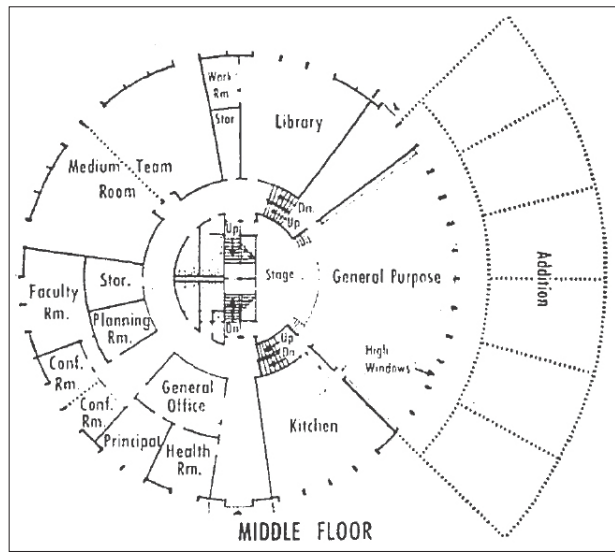 Work
Rm.
Stor
Library
Medium Team
Room
Dn.
Up
Up
Stage
General Purpose
Addition
Faculty
Rm.
Stor.
Planning
Rm.
Dn
Up
Dn
High
Windows
Conf.
Rm.
Conf.
Rm.
General
Office
Principal
Health
Rm.
Kitchen
MIDDLE FLOOR